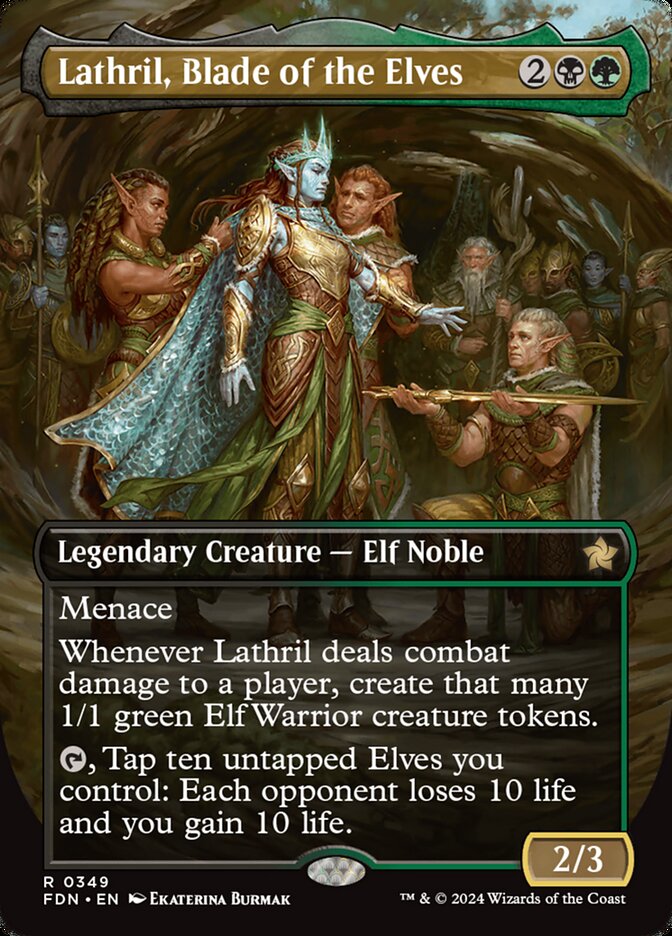 Lathril, Blade of the Elves 2
Legendary Creature — Elf Noble
Menace
Whenever Lathril deals combat
damage to a player, create that many
1/1 green Elf Warrior creature tokens.
, Tap ten untapped Elves you
control: Each opponent loses 10 life
and you gain 10 life.
2/3
R 0349
FDN • EN Ekaterina Burmak
™ & © 2024 Wizards of the Coast